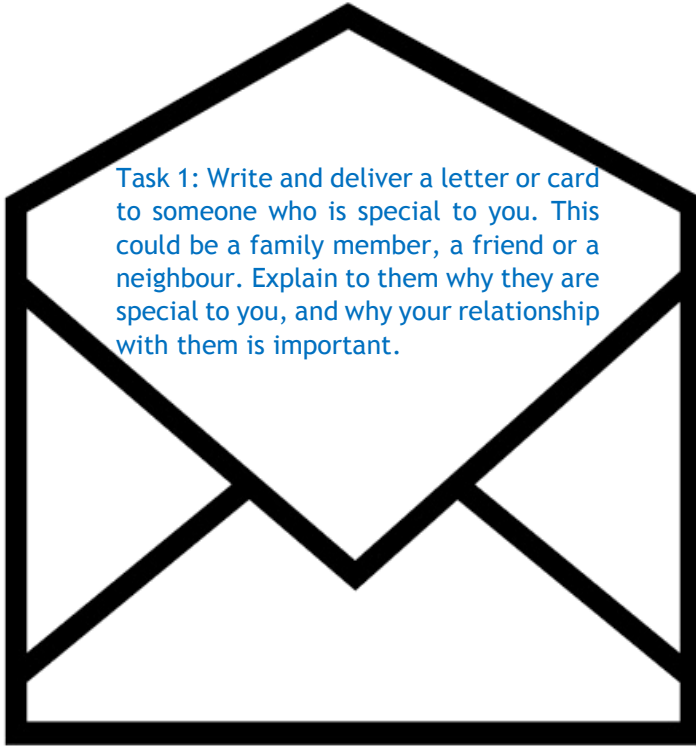 Task 1: Write and deliver a letter or card
to someone who is special to you. This
could be a family member, a friend or a
neighbour. Explain to them why they are
special to you, and why your relationship
with them is important.